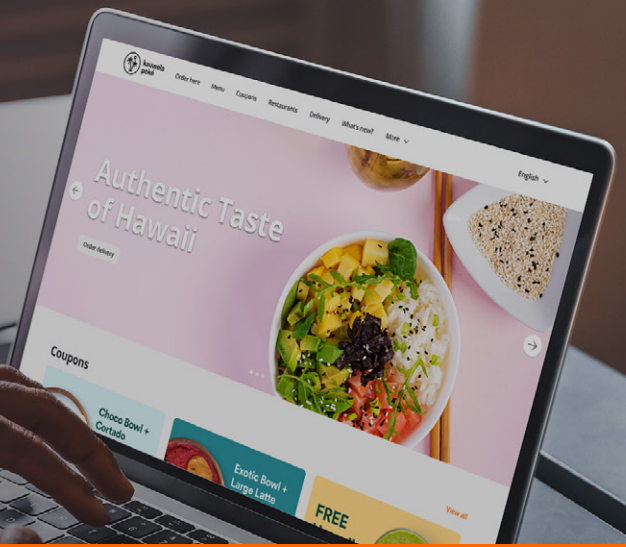 kauwela
poké
Order here
Menu
Coupons
Restaurants
Delivery
What's new?
More
English
Authentic Taste
of Hawaii
Order delivery
Coupons
View all
Choco Bowl +
Cortado
Exotic Bowl +
Large Latte
FREE